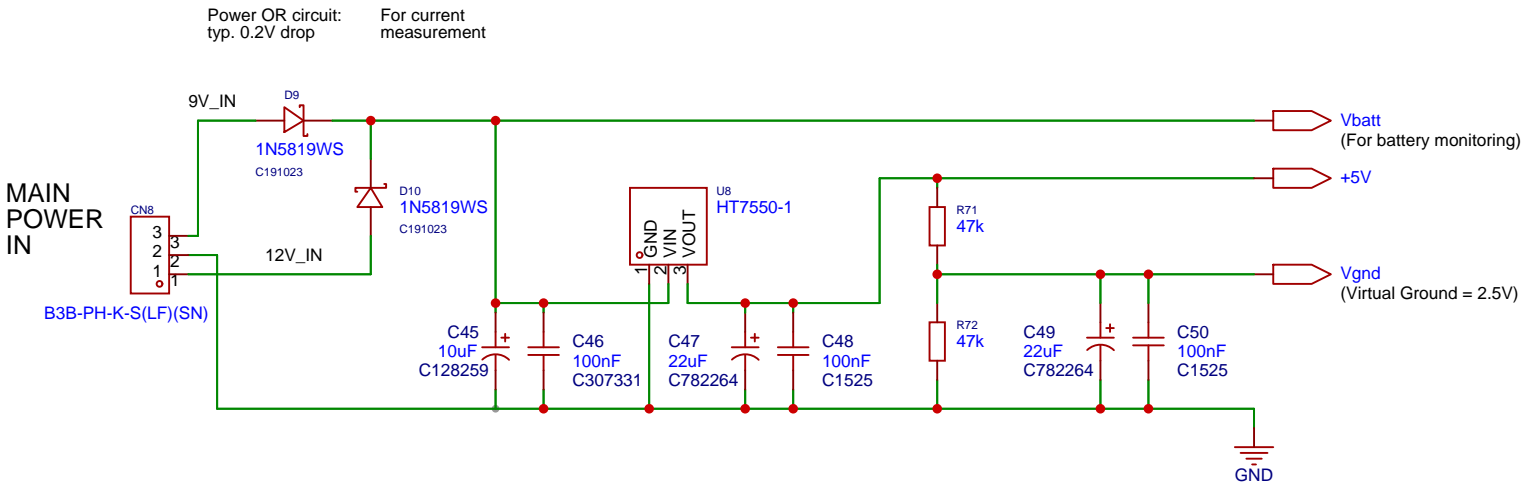 Power OR circuit:
typ. 0.2V drop
For current
measurement
9V_IN
D9
1N5819WS
C191023
D10
1N5819WS
C191023
MAIN
POWER
IN
CN8
3
3
2
2
1
1
12V_IN
B3B-PH-K-S(LF)(SN)
U8
HT7550-1
GND
VIN
VOUT
1
2
3
Vbatt
(For battery monitoring)
+5V
R71
47k
Vgnd
(Virtual Ground = 2.5V)
R72
47k
C45
10uF
C128259
+
C46
100nF
C307331
C47
22uF
C782264
+
C48
100nF
C1525
C49
22uF
C782264
+
C50
100nF
C1525
GND